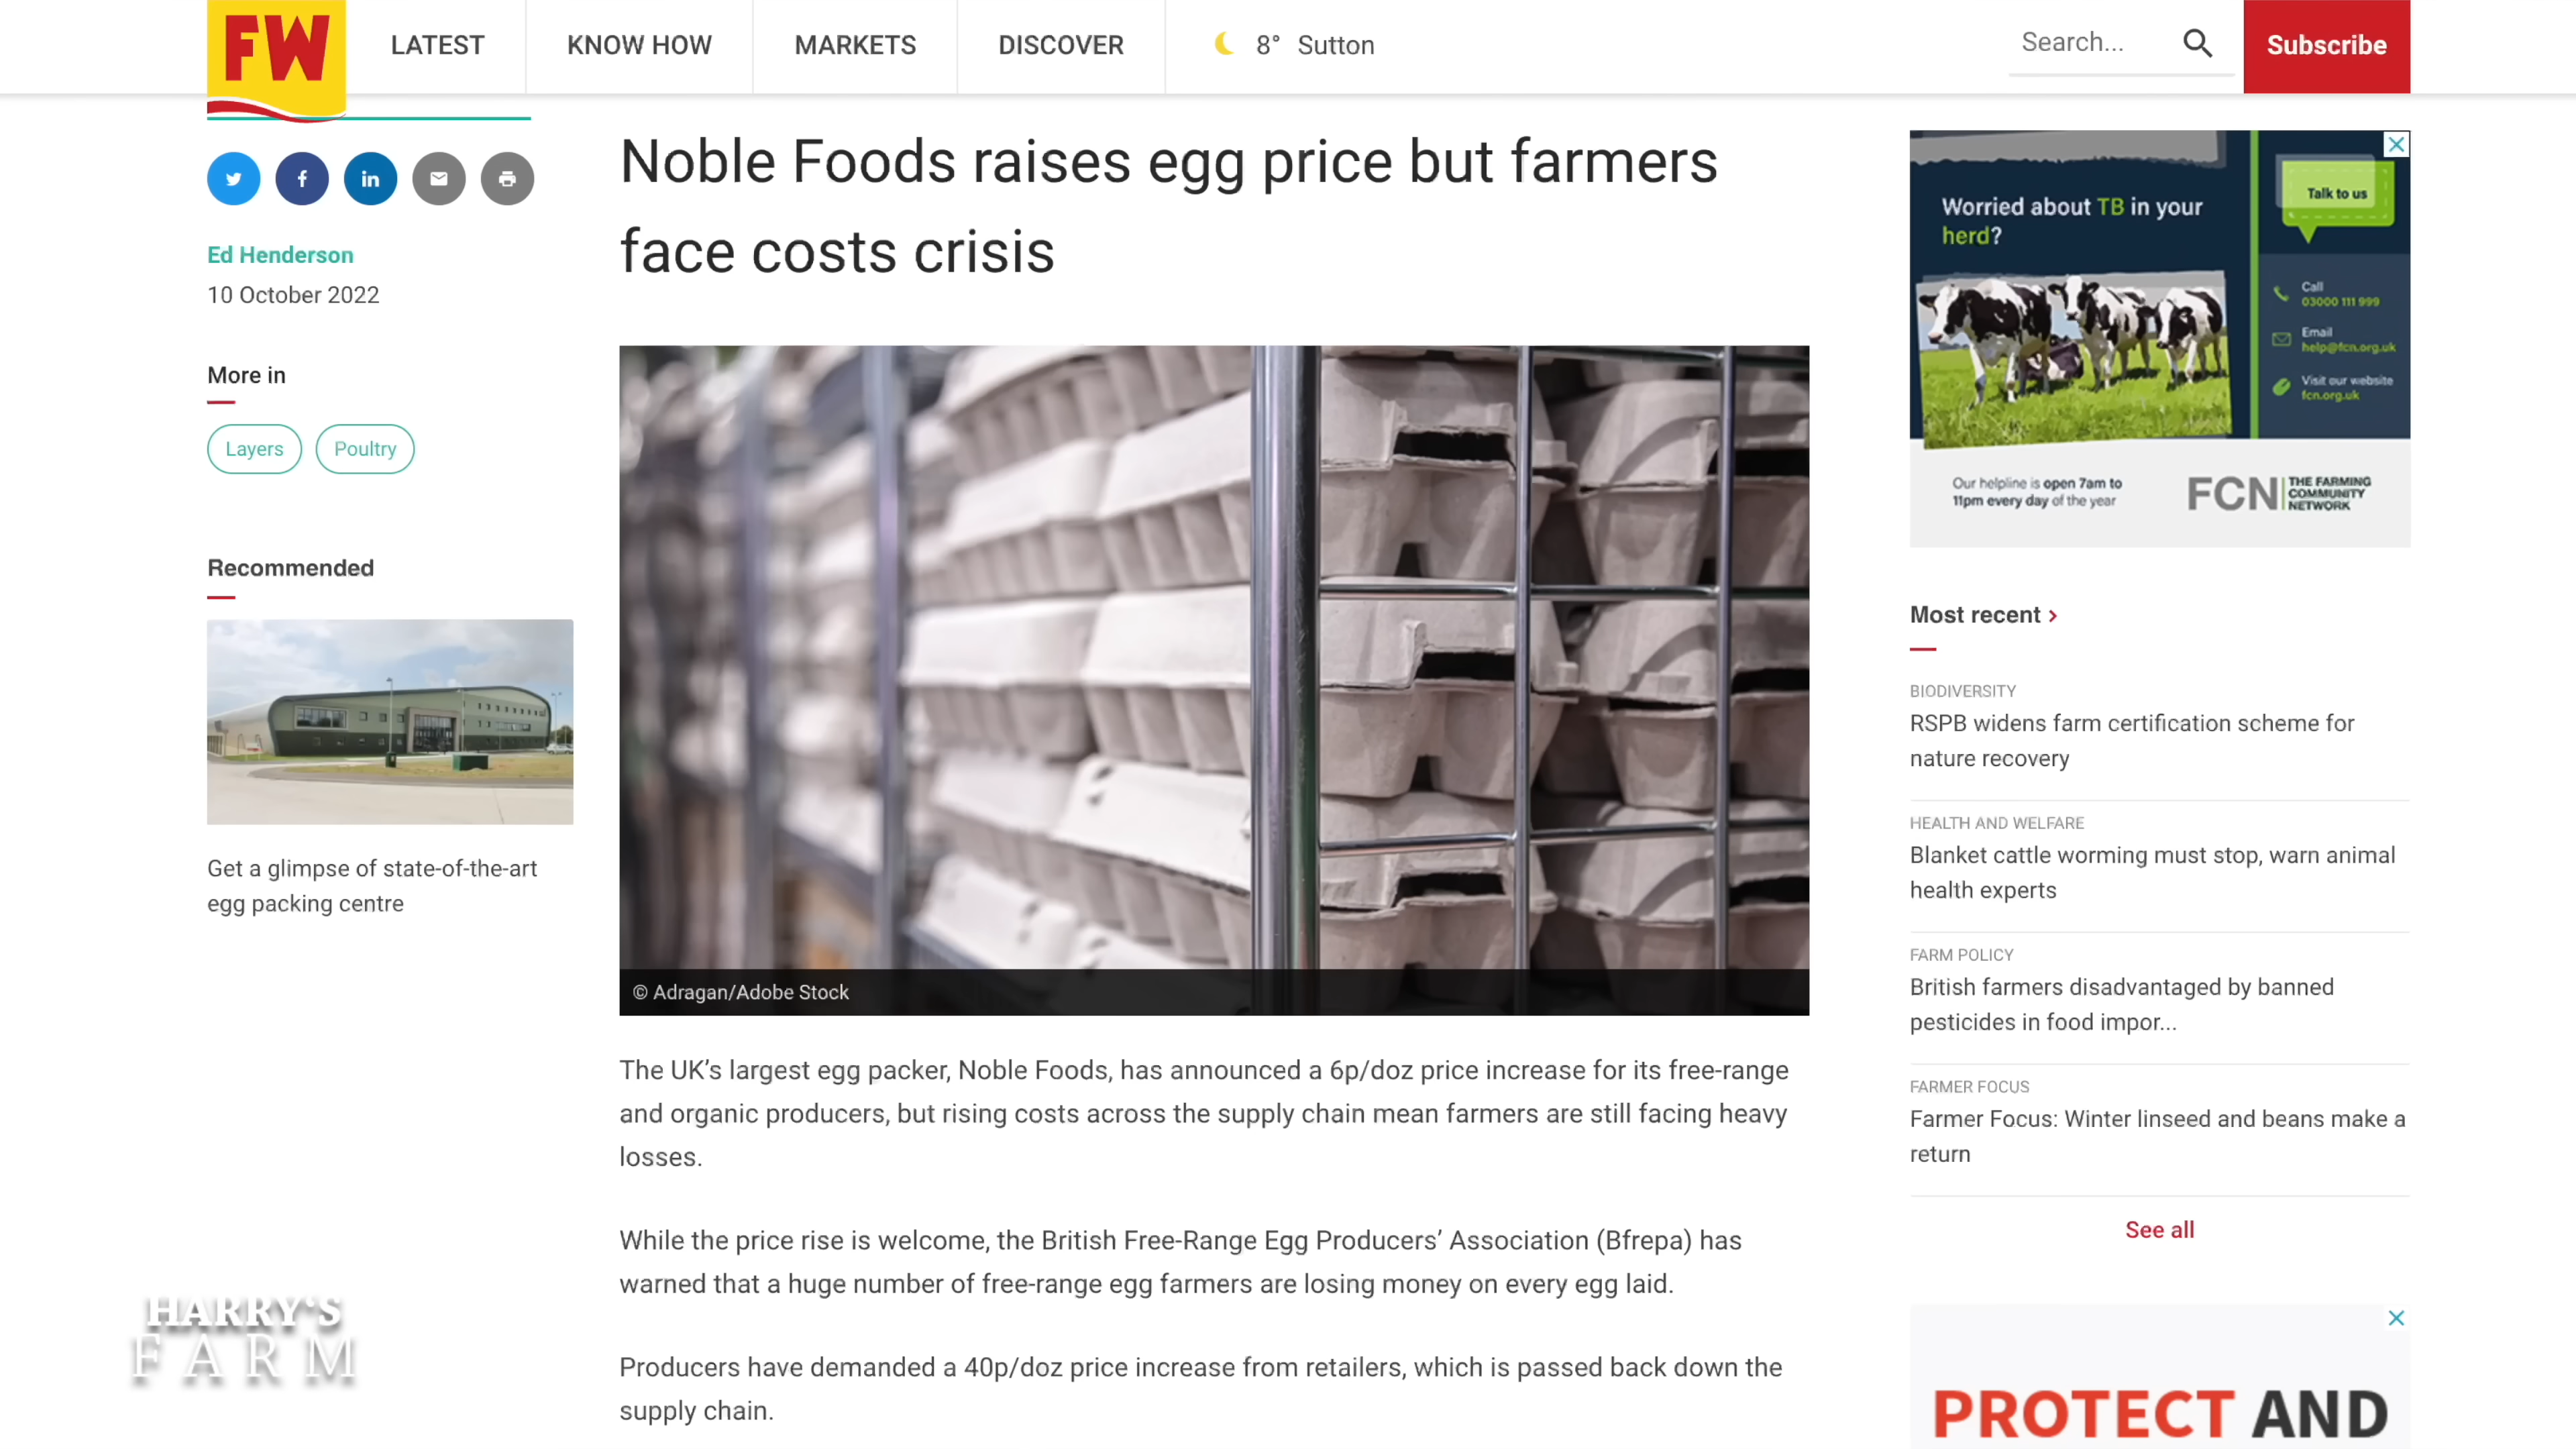 FW
LATEST
KNOW HOW
MARKETS
DISCOVER
8° Sutton
Search...
Subscribe
Ed Henderson
10 October 2022
More in
Layers
Poultry
Recommended
Get a glimpse of state-of-the-art
egg packing centre
HARRY'S
FARM
Noble Foods raises egg price but farmers
face costs crisis
© Adragan/Adobe Stock
The UK’s largest egg packer, Noble Foods, has announced a 6p/doz price increase for its free-range
and organic producers, but rising costs across the supply chain mean farmers are still facing heavy
losses.
While the price rise is welcome, the British Free-Range Egg Producers’ Association (Bfrepa) has
warned that a huge number of free-range egg farmers are losing money on every egg laid.
Producers have demanded a 40p/doz price increase from retailers, which is passed back down the
supply chain.
Worried about TB in your
herd?
Talk to us
Call
03000 111 999
Email
help@fcn.org.uk
Visit our website
fcn.org.uk
Our helpline is open 7am to
11pm every day of the year
FCN THE FARMING
COMMUNITY
NETWORK
Most recent
BIODIVERSITY
RSPB widens farm certification scheme for
nature recovery
HEALTH AND WELFARE
Blanket cattle worming must stop, warn animal
health experts
FARM POLICY
British farmers disadvantaged by banned
pesticides in food impor...
FARMER FOCUS
Farmer Focus: Winter linseed and beans make a
return
See all
PROTECT AND